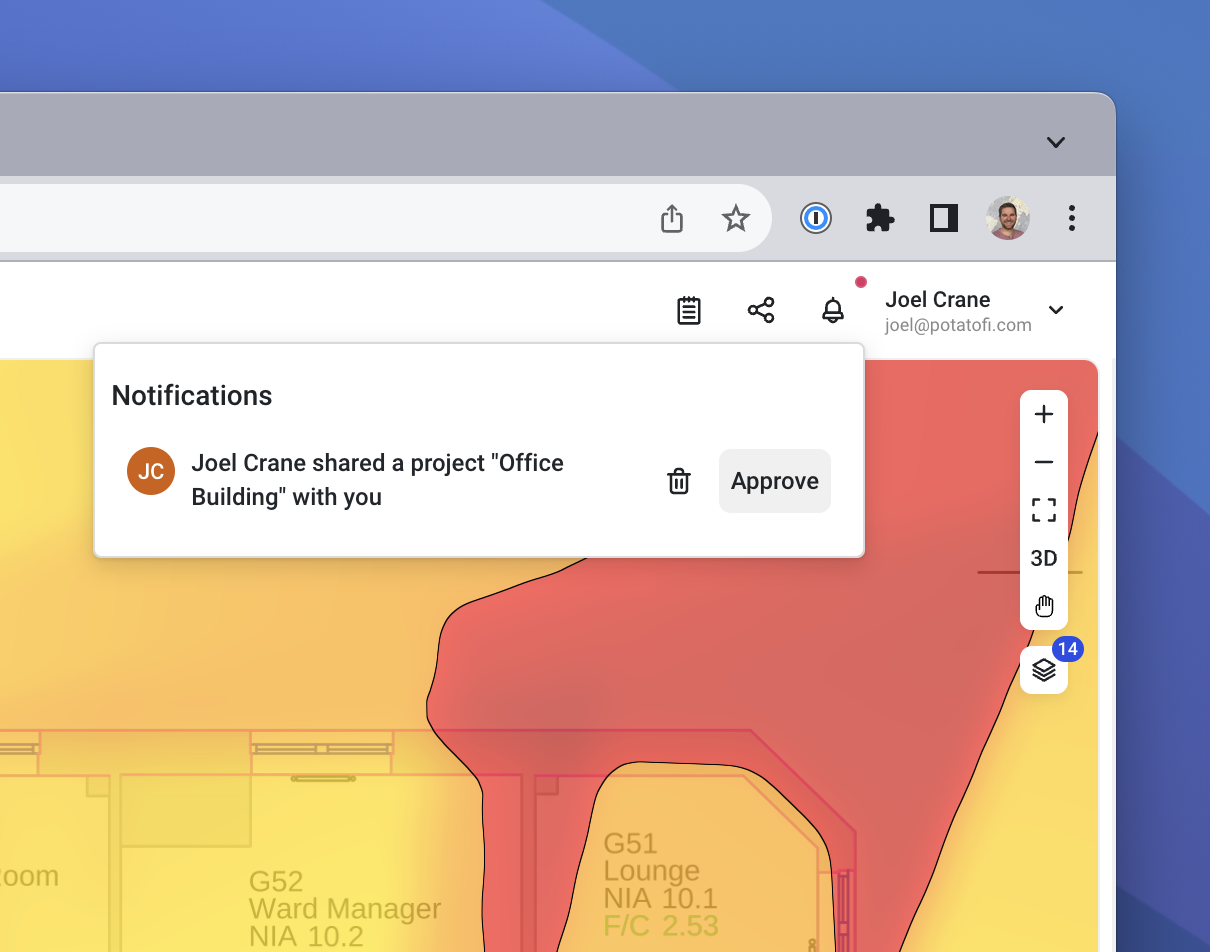 Joel Crane
joel@potatofi.com
Notifications
JC
Joel Crane shared a project "Office
Building" with you
Approve
3D
14
oom
G52
Ward Manager
NIA 10.2
G51
Lounge
NIA 10.1
F/C 2.53